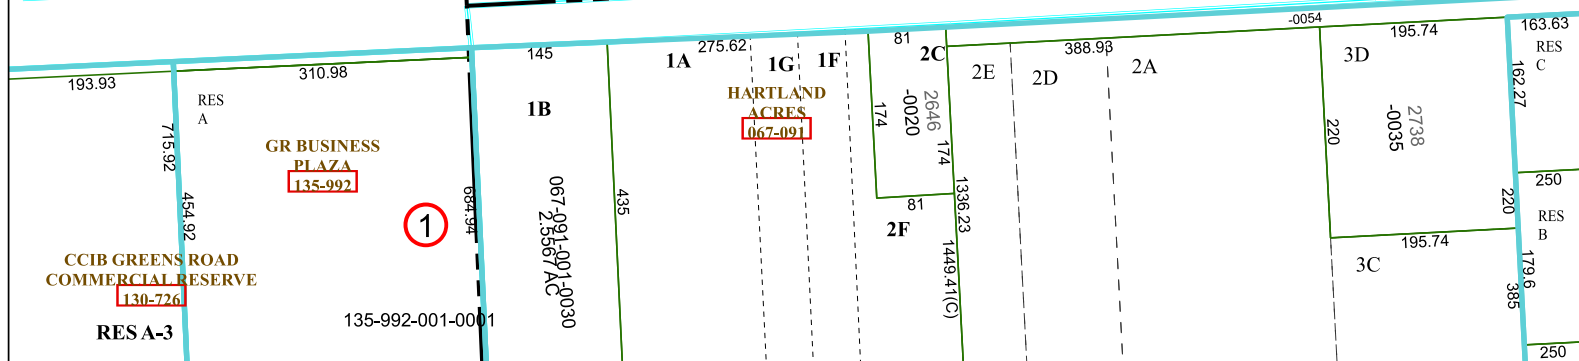 -0054
163.63
195.74
81
388.93
275.62
145
310.98
193.93
RES
C
3D
2C
1A
1G
1F
2E
2D
2A
162.27
HARTLAND
ACRES
067-091
RES
A
1B
174
2646
-0020
174
220
2738
-0035
715.92
GR BUSINESS
PLAZA
135-992
250
454.92
684.94
1
067-091-001-0030
2.5567 AC
435
81
1336.23
220
RES
B
2F
195.74
CCIB GREENS ROAD
COMMERCIAL RESERVE
130-726
1449.41(C)
3C
179.6
385
135-992-001-0001
RES A-3
250